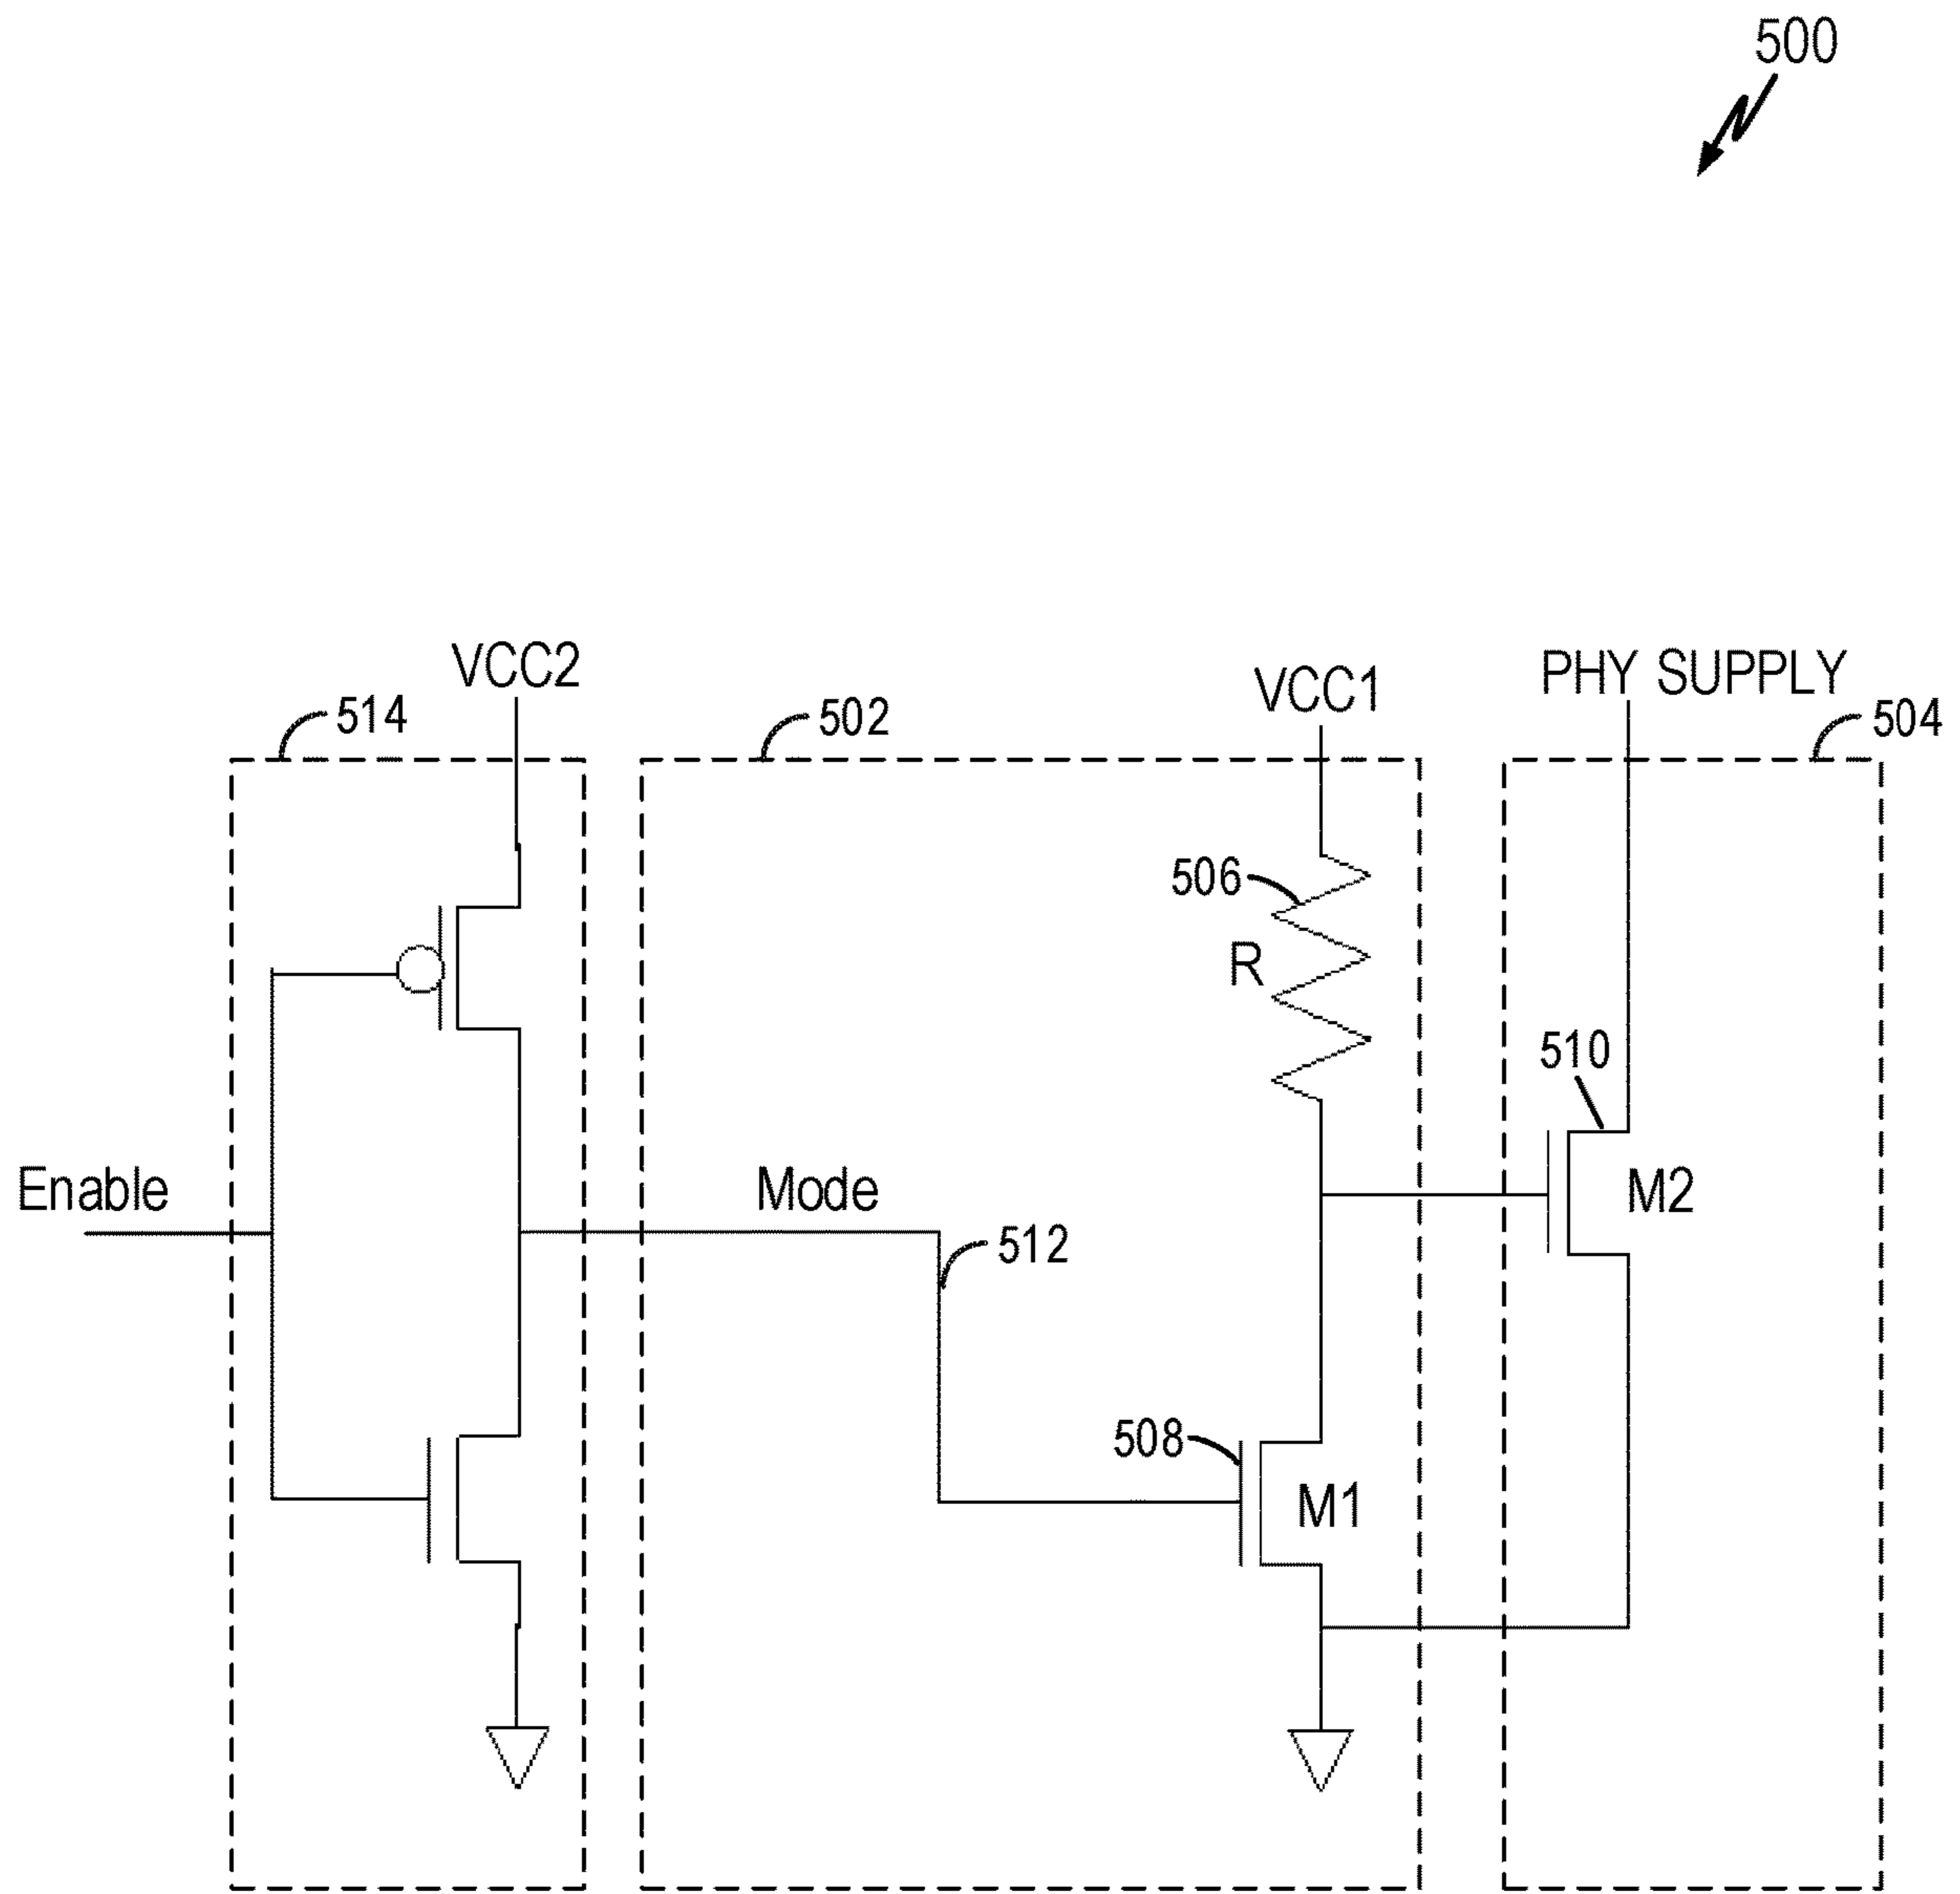 500
VCC2
VCC1
PHY SUPPLY
514
502
504
506
R
510
Enable
Mode
M2
512
508
M1